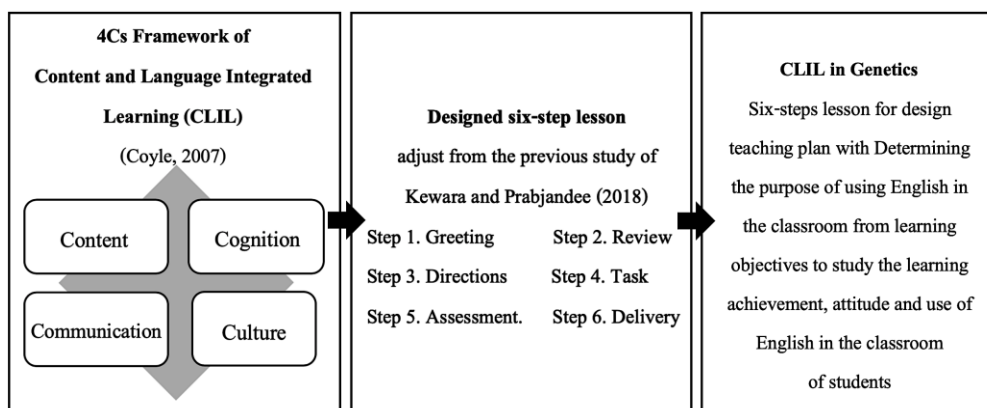 4Cs Framework of
Content and Language Integrated
Learning (CLIL)
(Coyle, 2007)
Content
Cognition
Communication
Culture
Designed six-step lesson
adjust from the previous study of
Kewara and Prabjandee (2018)
Step 1. Greeting Step 2. Review
Step 3. Directions Step 4. Task
Step 5. Assessment. Step 6. Delivery
CLIL in Genetics
Six-steps lesson for design
teaching plan with Determining
the purpose of using English in
the classroom from learning
objectives to study the learning
achievement, attitude and use of
English in the classroom
of students